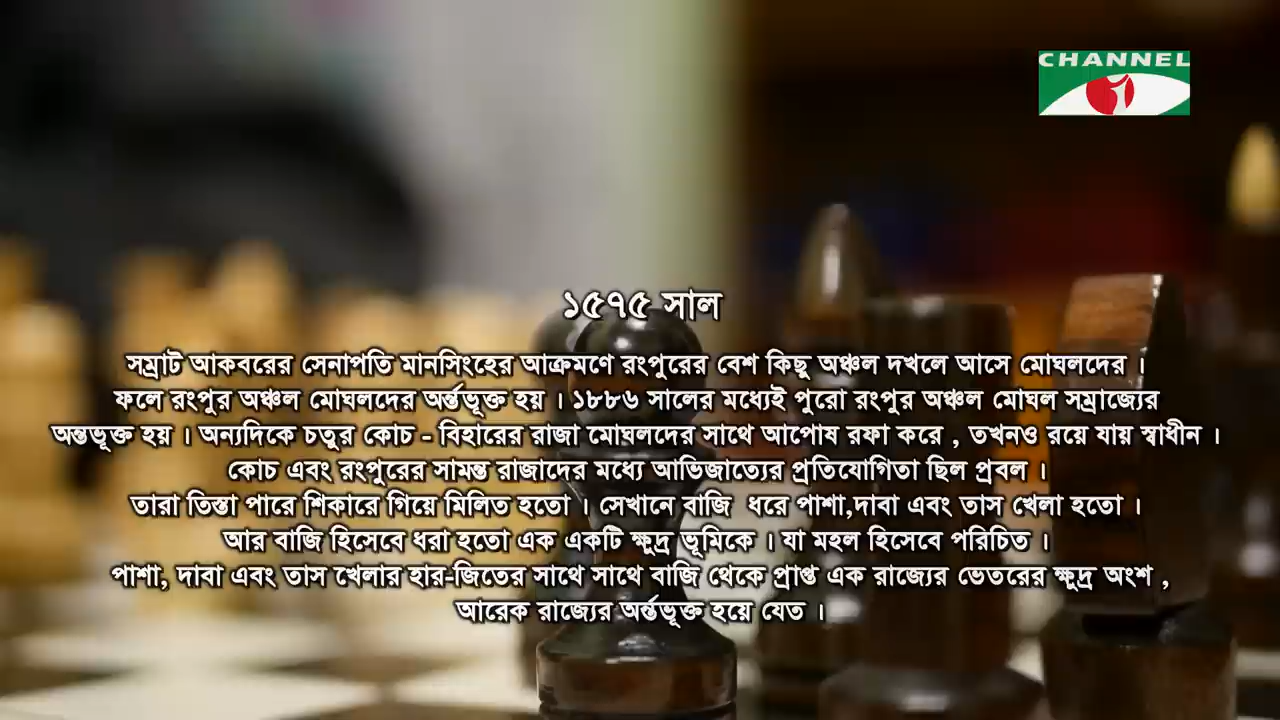 CHANNEL
১৫৭৫ সাল
সম্রাট আকবরের সেনাপতি মানসিংহের আক্রমণে রংপুরের বেশ কিছু অঞ্চল দখলে আসে মোঘলদের ।
ফলে রংপুর অঞ্চল মোঘলদের অর্ন্তভূক্ত হয় । ১৮৮৬ সালের মধ্যেই পুরো রংপুর অঞ্চল মোঘল সম্রাজ্যের
অন্তভূক্ত হয় । অন্যদিকে চতুর কোচ - বিহারের রাজা মোঘলদের সাথে আপোষ রফা করে , তখনও রয়ে যায় স্বাধীন ।
কোচ এবং রংপুরের সামন্ত রাজাদের মধ্যে আভিজাত্যের প্রতিযোগিতা ছিল প্রবল ।
তারা তিস্তা পারে শিকারে গিয়ে মিলিত হতো । সেখানে বাজি ধরে পাশা,দাবা এবং তাস খেলা হতো ।
আর বাজি হিসেবে ধরা হতো এক একটি ক্ষুদ্র ভূমিকে । যা মহল হিসেবে পরিচিত ।
পাশা, দাবা এবং তাস খেলার হার-জিতের সাথে সাথে বাজি থেকে প্রাপ্ত এক রাজ্যের ভেতরের ক্ষুদ্র অংশ ,
আরেক রাজ্যের অর্ন্তভূক্ত হয়ে যেত ।